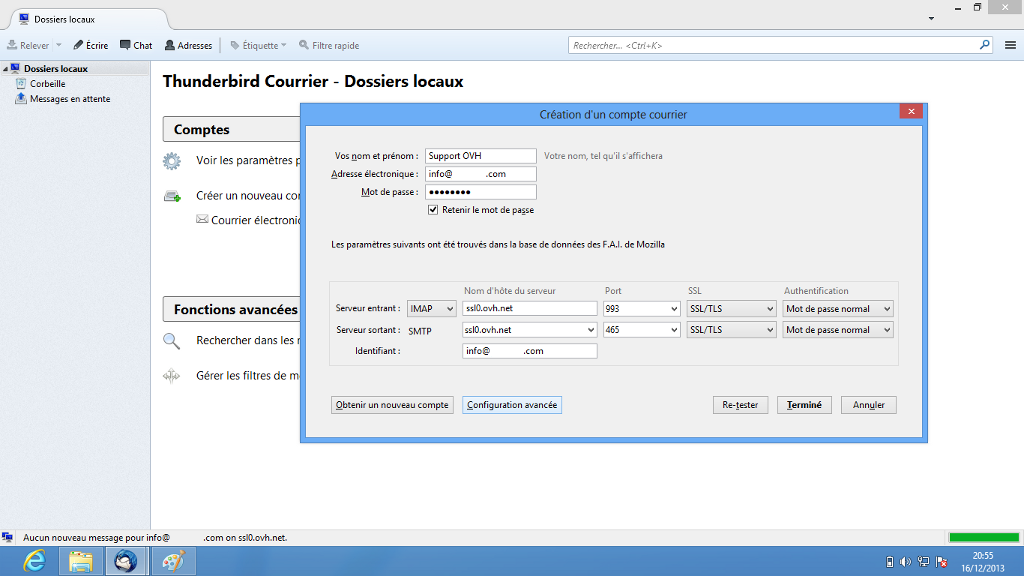 Dossiers locaux
Relever Écrire Chat Adresses Étiquette Filtre rapide Rechercher... <Ctrl+K>
Dossiers locaux
Corbeille
Messages en attente
Thunderbird Courrier - Dossiers locaux
Comptes
Voir les paramètres p
Créer un nouveau co
Courrier électroni
Fonctions avancées
Rechercher dans les
Gérer les filtres de m
Création d'un compte courrier
Vos nom et prénom : Support OVH Votre nom, tel qu'il s'affichera
Adresse électronique : info@ .com
Mot de passe : ••••••••
Retenir le mot de passe
Les paramètres suivants ont été trouvés dans la base de données des F.A.I. de Mozilla
Nom d'hôte du serveur Port SSL Authentification
Serveur entrant : IMAP ssl0.ovh.net 993 SSL/TLS Mot de passe normal
Serveur sortant : SMTP ssl0.ovh.net 465 SSL/TLS Mot de passe normal
Identifiant : info@ .com
Obtenir un nouveau compte Configuration avancée Re-tester Terminé Annuler
Aucun nouveau message pour info@ .com on ssl0.ovh.net.
20:55
16/12/2013